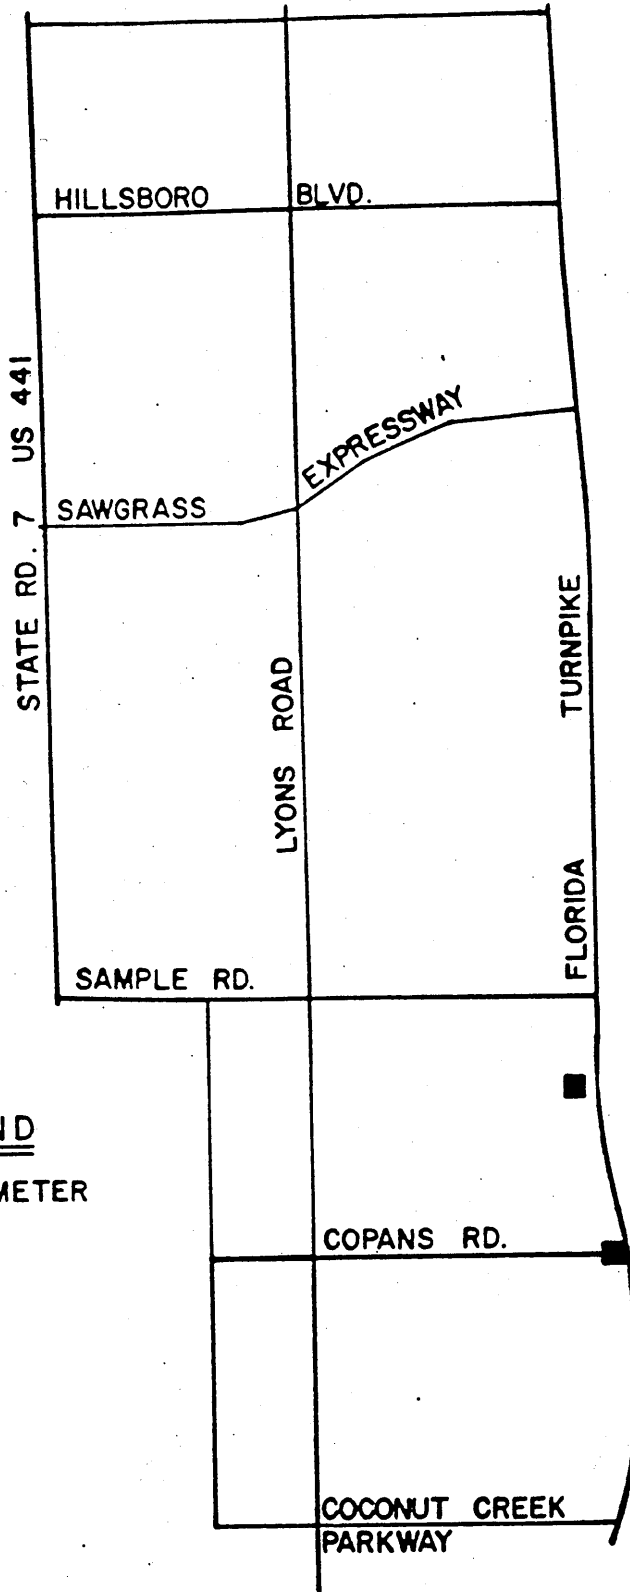 HILLSBORO BLVD.
STATE RD. 7 US 441
EXPRESSWAY
SAWGRASS
TURNPIKE
LYONS ROAD
FLORIDA
SAMPLE RD.
ND
METER
COPANS RD.
COCONUT CREEK
PARKWAY